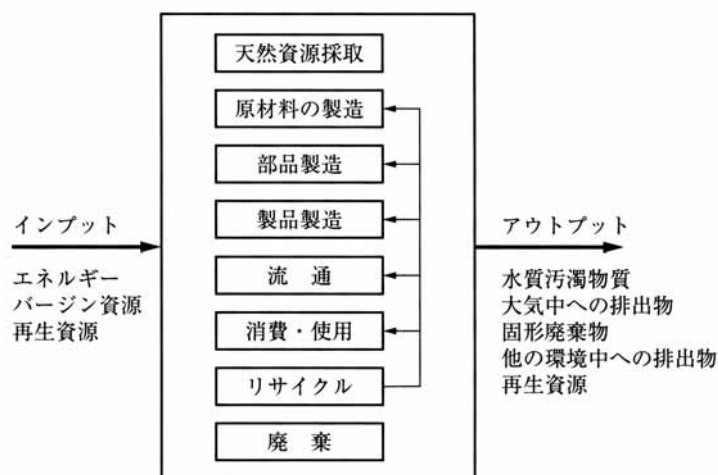 天然資源採取
原材料の製造
部品製造
製品製造
流 通
消費・使用
リサイクル
廃 棄
インプット
エネルギー
バージン資源
再生資源
アウトプット
水質汚濁物質
大気中への排出物
固形廃棄物
他の環境中への排出物
再生資源